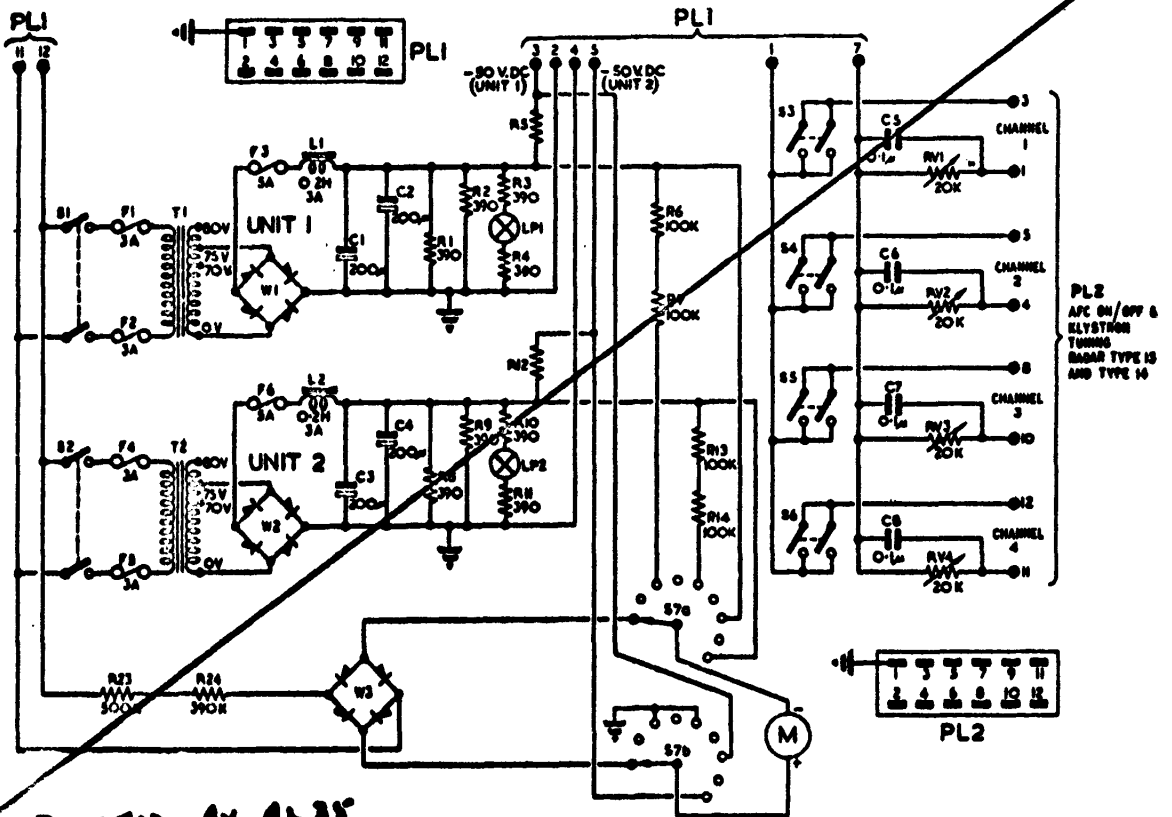 PL1
11 12
1 3 5 7 9 11
2 4 6 8 10 12
PL1
PL1
3 2 4 5 1 7
-50 V. DC
(UNIT 1)
-50 V. DC
(UNIT 2)
R5
F3
5A
L1
0·2H
3A
UNIT 1
S1
F1
3A
T1
80V
75V
70V
0V
F2
3A
W1
C1
200µ
C2
200µ
R1
390
R2
390
R3
390
LP1
R4
390
R6
100K
R7
100K
R12
F6
5A
L2
0·2H
3A
UNIT 2
S2
F4
3A
T2
80V
75V
70V
0V
3A
W2
C3
200µ
C4
200µ
R8
390
R9
390
R10
390
LP2
R11
390
R13
100K
R14
100K
S3
C5
0·1µ
RV1
20K
3
CHANNEL
1
1
S4
C6
0·1µ
RV2
20K
5
CHANNEL
2
4
S5
C7
RV3
20K
8
CHANNEL
3
10
S6
C8
0·1µ
RV4
20K
12
CHANNEL
4
11
PL2
AFC ON/OFF &
KLYSTRON
TUNING
RADAR TYPE 13
AND TYPE 14
S7a
S7b
R23
R24
390K
W3
M
-
+
1 3 5 7 9 11
2 4 6 8 10 12
PL2